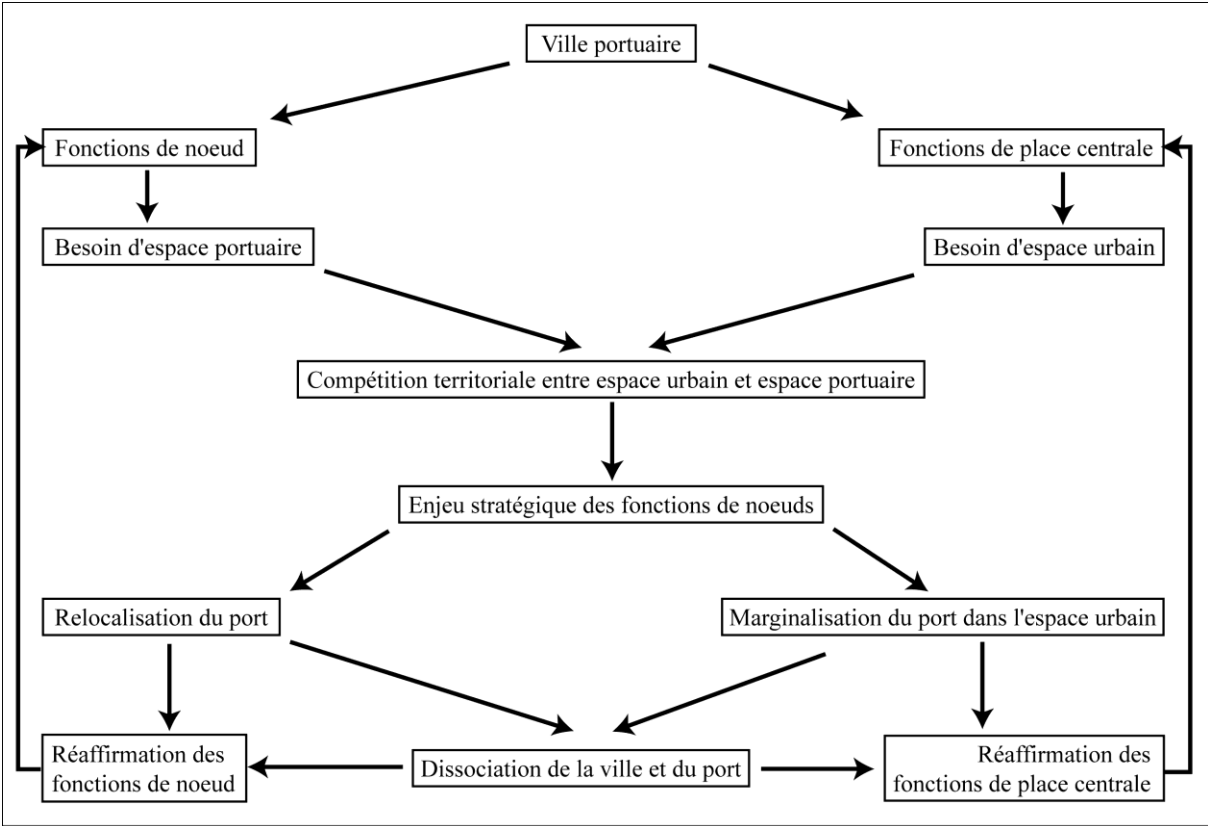 Ville portuaire
Fonctions de noeud
Fonctions de place centrale
Besoin d'espace portuaire
Besoin d'espace urbain
Compétition territoriale entre espace urbain et espace portuaire
Enjeu stratégique des fonctions de noeuds
Relocalisation du port
Marginalisation du port dans l'espace urbain
Réaffirmation des
fonctions de noeud
Dissociation de la ville et du port
Réaffirmation des
fonctions de place centrale